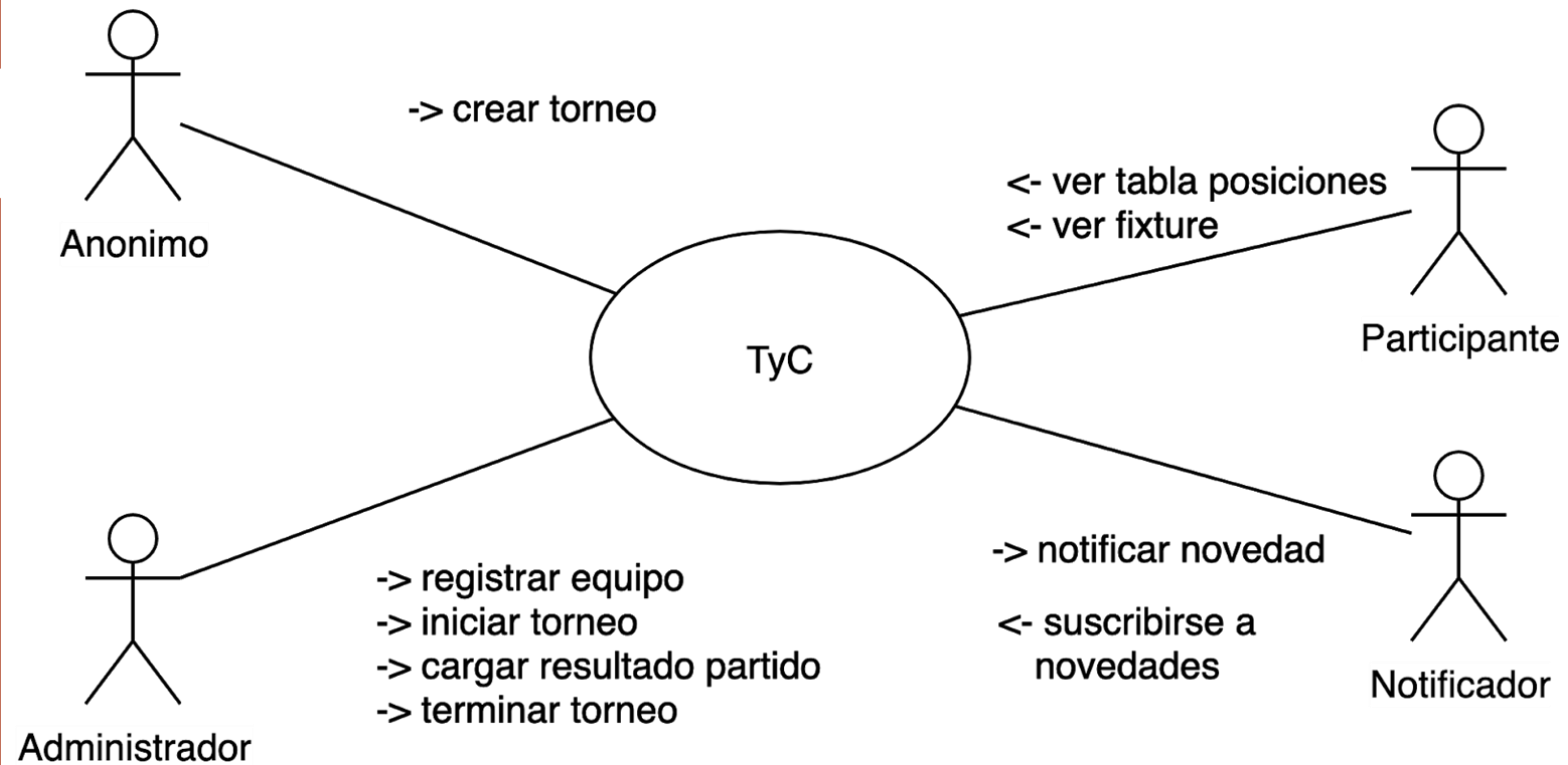 -> crear torneo
Anonimo
<- ver tabla posiciones
<- ver fixture
Participante
TyC
-> registrar equipo
-> iniciar torneo
-> cargar resultado partido
-> terminar torneo
Administrador
-> notificar novedad
<- suscribirse a
novedades
Notificador